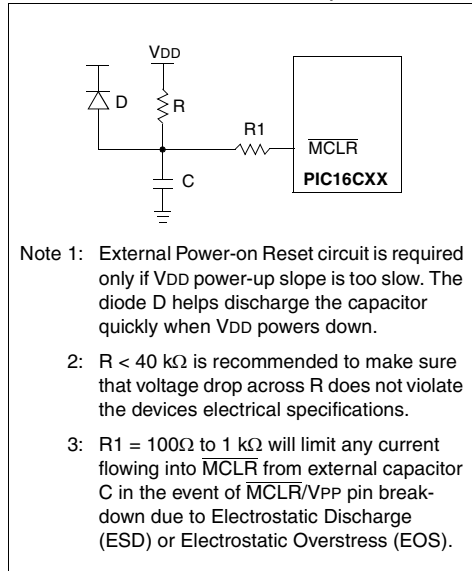 VDD
D
R
R1
MCLR
C
PIC16CXX
Note 1: External Power-on Reset circuit is required
only if VDD power-up slope is too slow. The
diode D helps discharge the capacitor
quickly when VDD powers down.
2: R < 40 kΩ is recommended to make sure
that voltage drop across R does not violate
the devices electrical specifications.
3: R1 = 100Ω to 1 kΩ will limit any current
flowing into MCLR from external capacitor
C in the event of MCLR/VPP pin break-
down due to Electrostatic Discharge
(ESD) or Electrostatic Overstress (EOS).